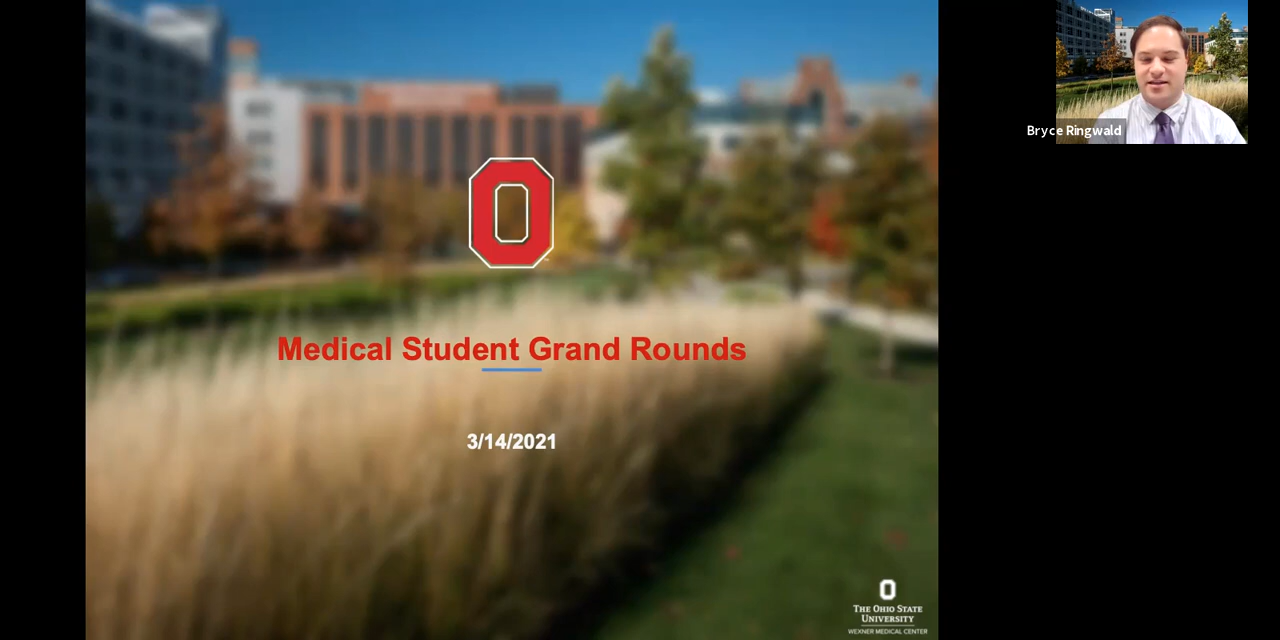 Bryce Ringwald
O
Medical Student Grand Rounds
3/14/2021
O
THE OHIO STATE
UNIVERSITY
WEXNER MEDICAL CENTER